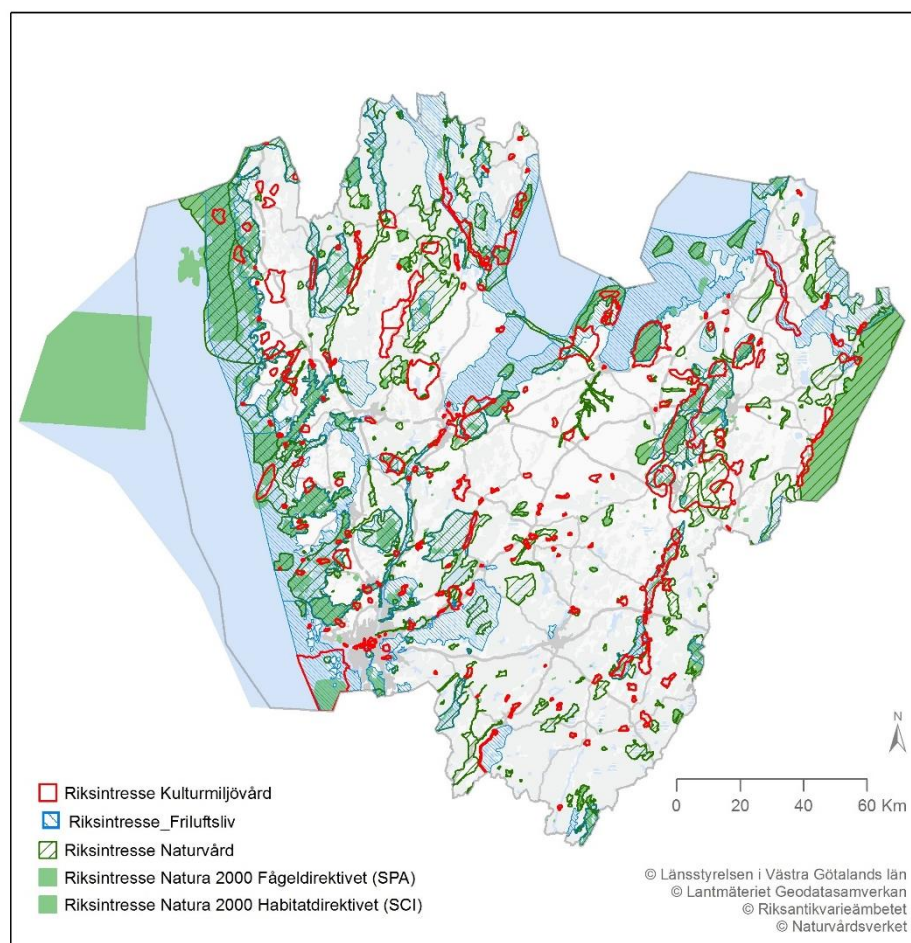 N
Riksintresse Kulturmiljövård
Riksintresse_Friluftsliv
Riksintresse Naturvård
Riksintresse Natura 2000 Fågeldirektivet (SPA)
Riksintresse Natura 2000 Habitatdirektivet (SCI)
0 20 40 60 Km
© Länsstyrelsen i Västra Götalands län
© Lantmäteriet Geodatasamverkan
© Riksantikvarieämbetet
© Naturvårdsverket